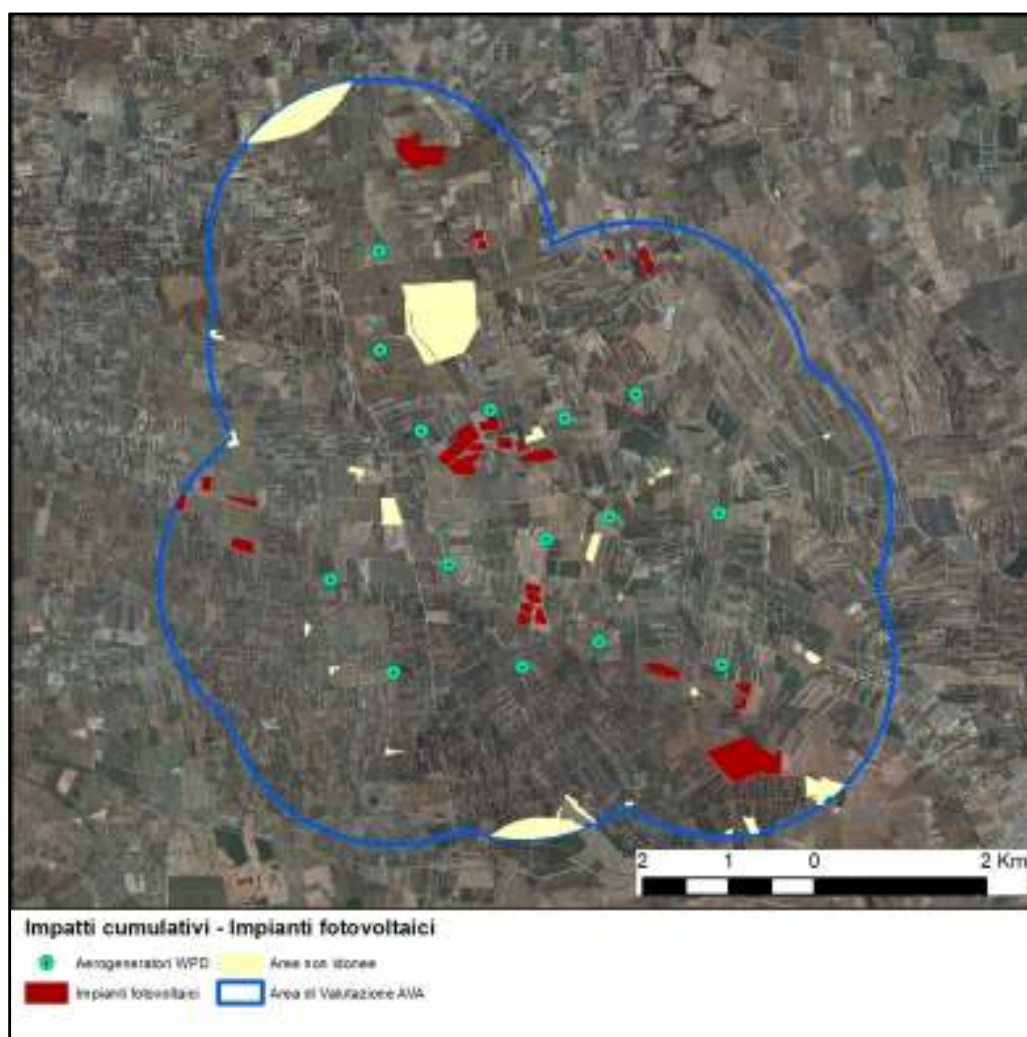 2 1 0 2 Km
Impatti cumulativi - Impianti fotovoltaici
Aerogeneratori WPD
Aree non idonee
Impianti fotovoltaici
Area di Valutazione AVA